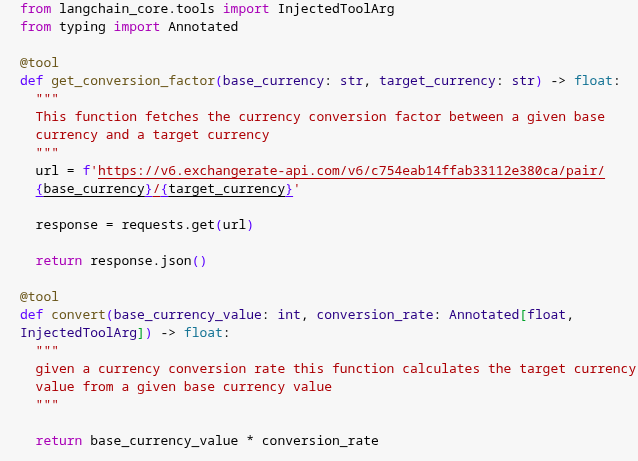 from langchain_core.tools import InjectedToolArg
from typing import Annotated
@tool
def get_conversion_factor(base_currency: str, target_currency: str) -> float:
"""
This function fetches the currency conversion factor between a given base
currency and a target currency
"""
url = f'https://v6.exchangerate-api.com/v6/c754eab14ffab33112e380ca/pair/
{base_currency}/{target_currency}'
response = requests.get(url)
return response.json()
@tool
def convert(base_currency_value: int, conversion_rate: Annotated[float,
InjectedToolArg]) -> float:
"""
given a currency conversion rate this function calculates the target currency
value from a given base currency value
"""
return base_currency_value * conversion_rate